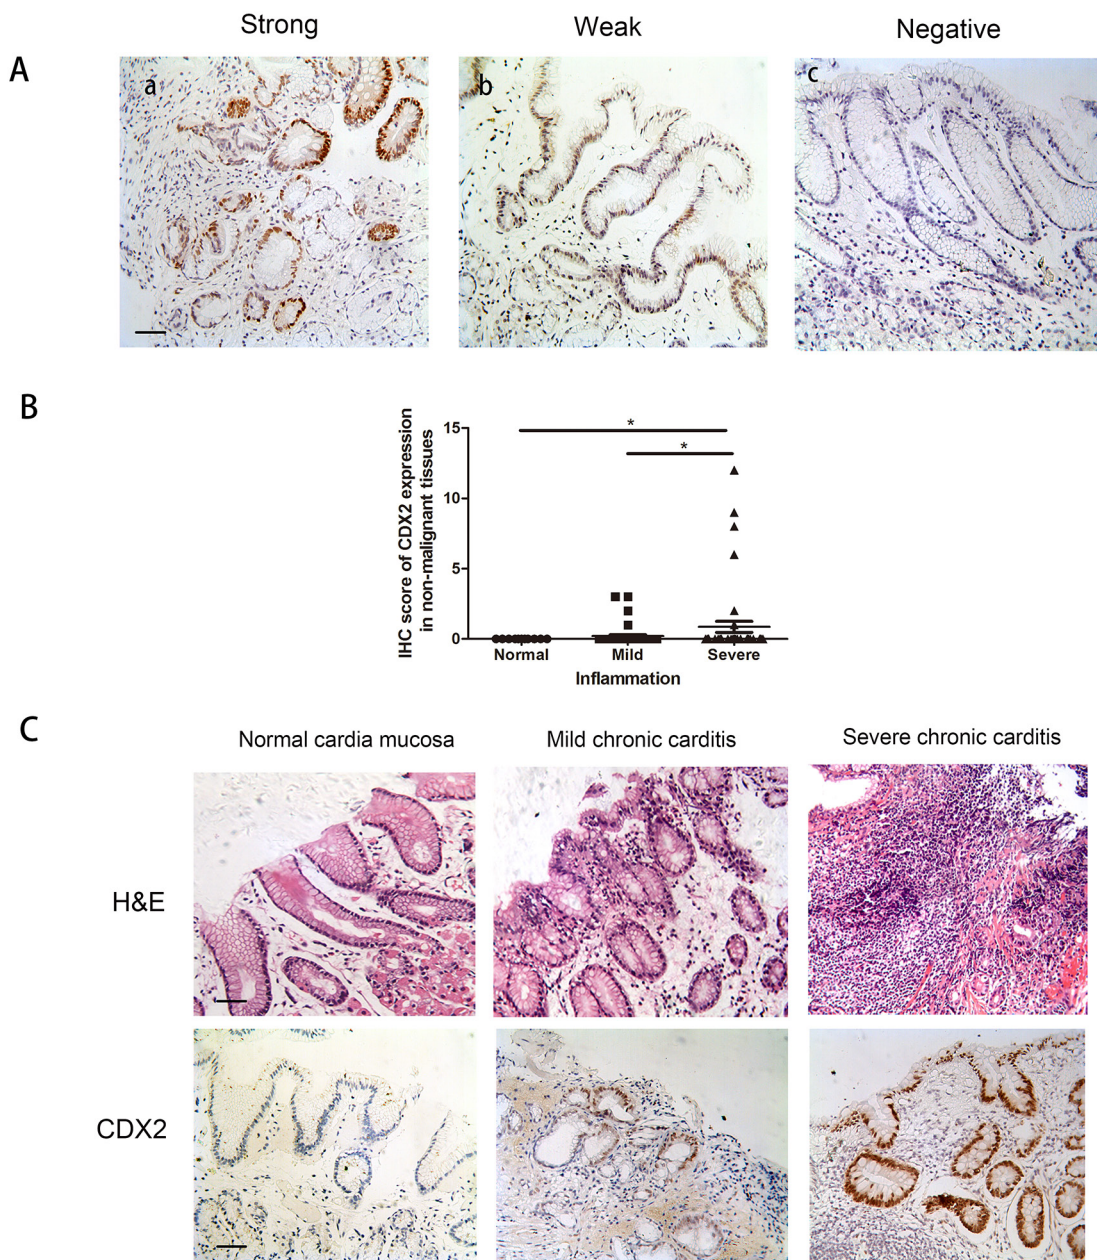 Strong Weak Negative
A
a b c
B
IHC score of CDX2 expression
in non-malignant tissues
15
10
5
0
*
*
Normal Mild Severe
Inflammation
C
Normal cardia mucosa Mild chronic carditis Severe chronic carditis
H&E
CDX2